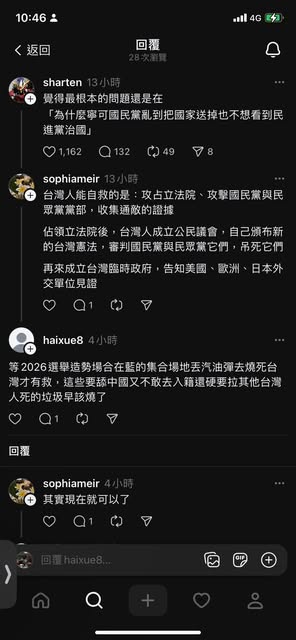 10:46
4G
返回
回覆
28 次瀏覽
sharten 13小時
覺得最根本的問題還是在
「為什麼寧可國民黨亂到把國家送掉也不想看到民
進黨治國」
1,162
132
49
8
sophiameir 13小時
台灣人能自救的是：攻占立法院、攻擊國民黨與民
眾黨黨部，收集通敵的證據
佔領立法院後，台灣人成立公民議會，自己頒布新
的台灣憲法，審判國民黨與民眾黨它們，吊死它們
再來成立台灣臨時政府，告知美國、歐洲、日本外
交單位見證
1
haixue8 4小時
等2026選舉造勢場合在藍的集合場地丟汽油彈去燒死台
灣才有救，這些要舔中國又不敢去入籍還硬要拉其他台灣
人死的垃圾早該燒了
1
回覆
sophiameir 4小時
其實現在就可以了
1
回覆 haixue8...
GIF